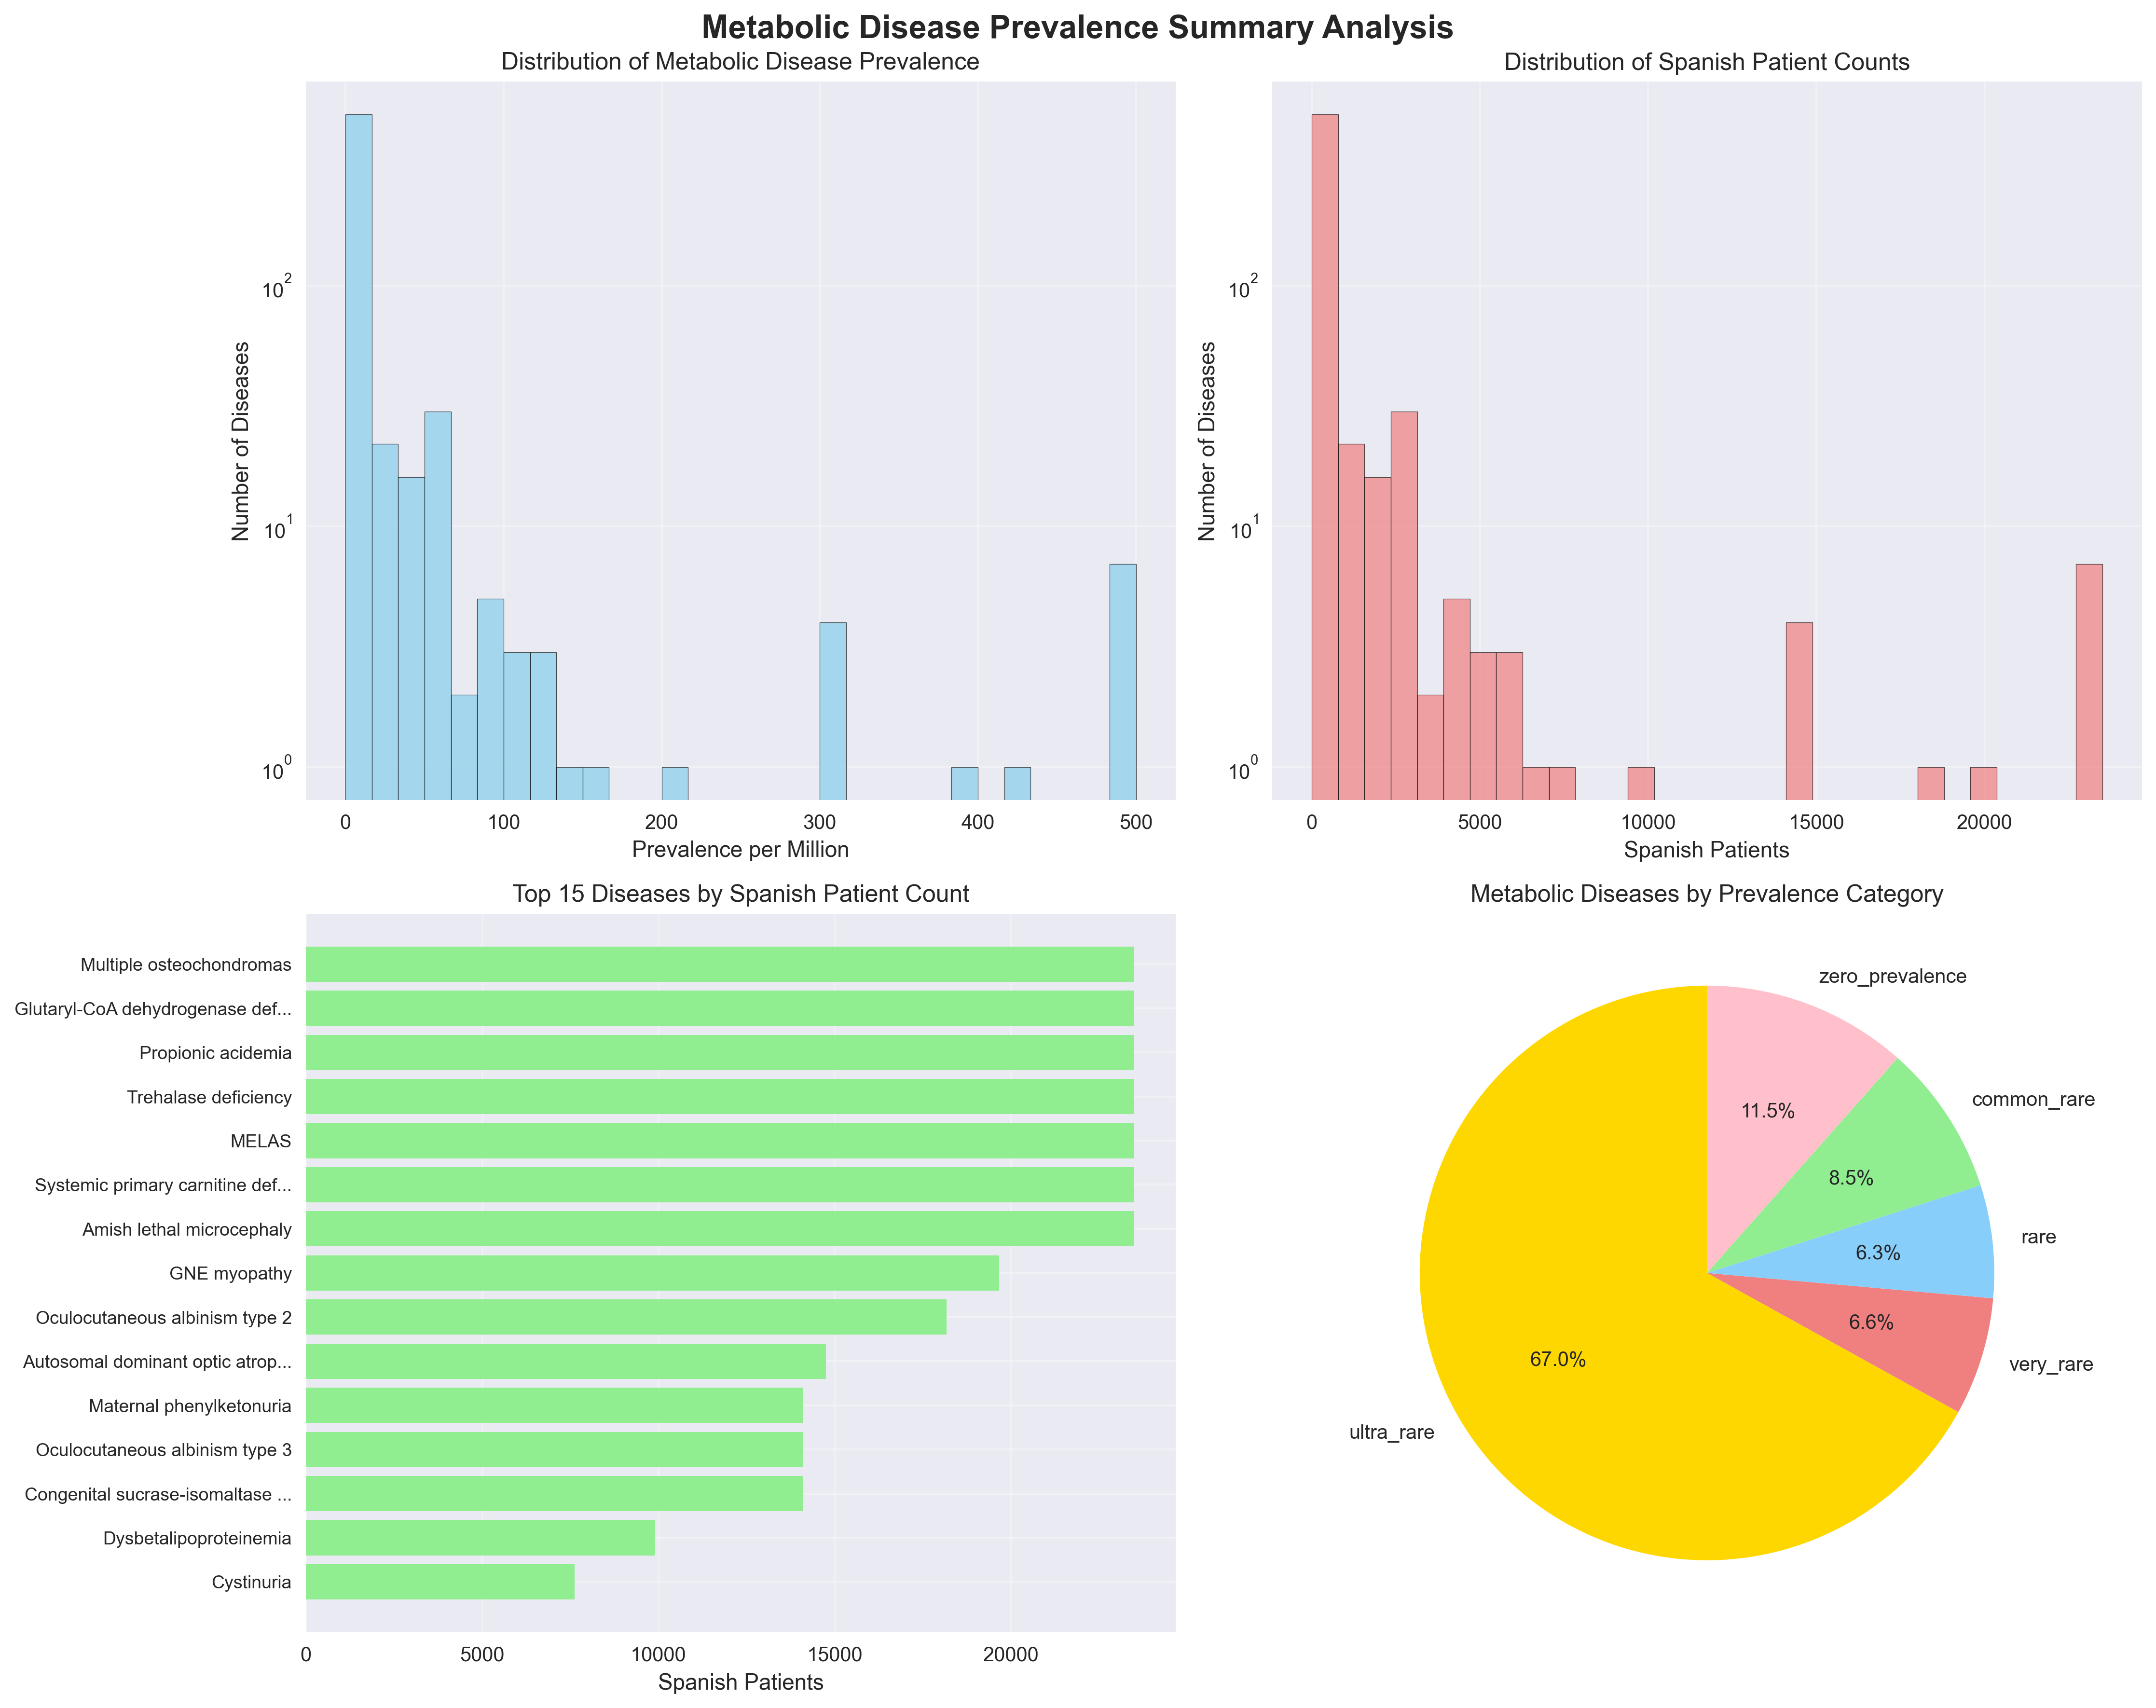 Metabolic Disease Prevalence Summary Analysis
Distribution of Metabolic Disease Prevalence
Number of Diseases
10^2
10^1
10^0
0 100 200 300 400 500
Prevalence per Million
Distribution of Spanish Patient Counts
Number of Diseases
10^2
10^1
10^0
0 5000 10000 15000 20000
Spanish Patients
Top 15 Diseases by Spanish Patient Count
Multiple osteochondromas
Glutaryl-CoA dehydrogenase def...
Propionic acidemia
Trehalase deficiency
MELAS
Systemic primary carnitine def...
Amish lethal microcephaly
GNE myopathy
Oculocutaneous albinism type 2
Autosomal dominant optic atrop...
Maternal phenylketonuria
Oculocutaneous albinism type 3
Congenital sucrase-isomaltase ...
Dysbetalipoproteinemia
Cystinuria
0 5000 10000 15000 20000
Spanish Patients
Metabolic Diseases by Prevalence Category
zero_prevalence
11.5%
common_rare
8.5%
rare
6.3%
very_rare
6.6%
ultra_rare
67.0%